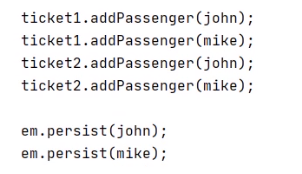 ticket1.addPassenger(john);
ticket1.addPassenger(mike);
ticket2.addPassenger(john);
ticket2.addPassenger(mike);

em.persist(john);
em.persist(mike);